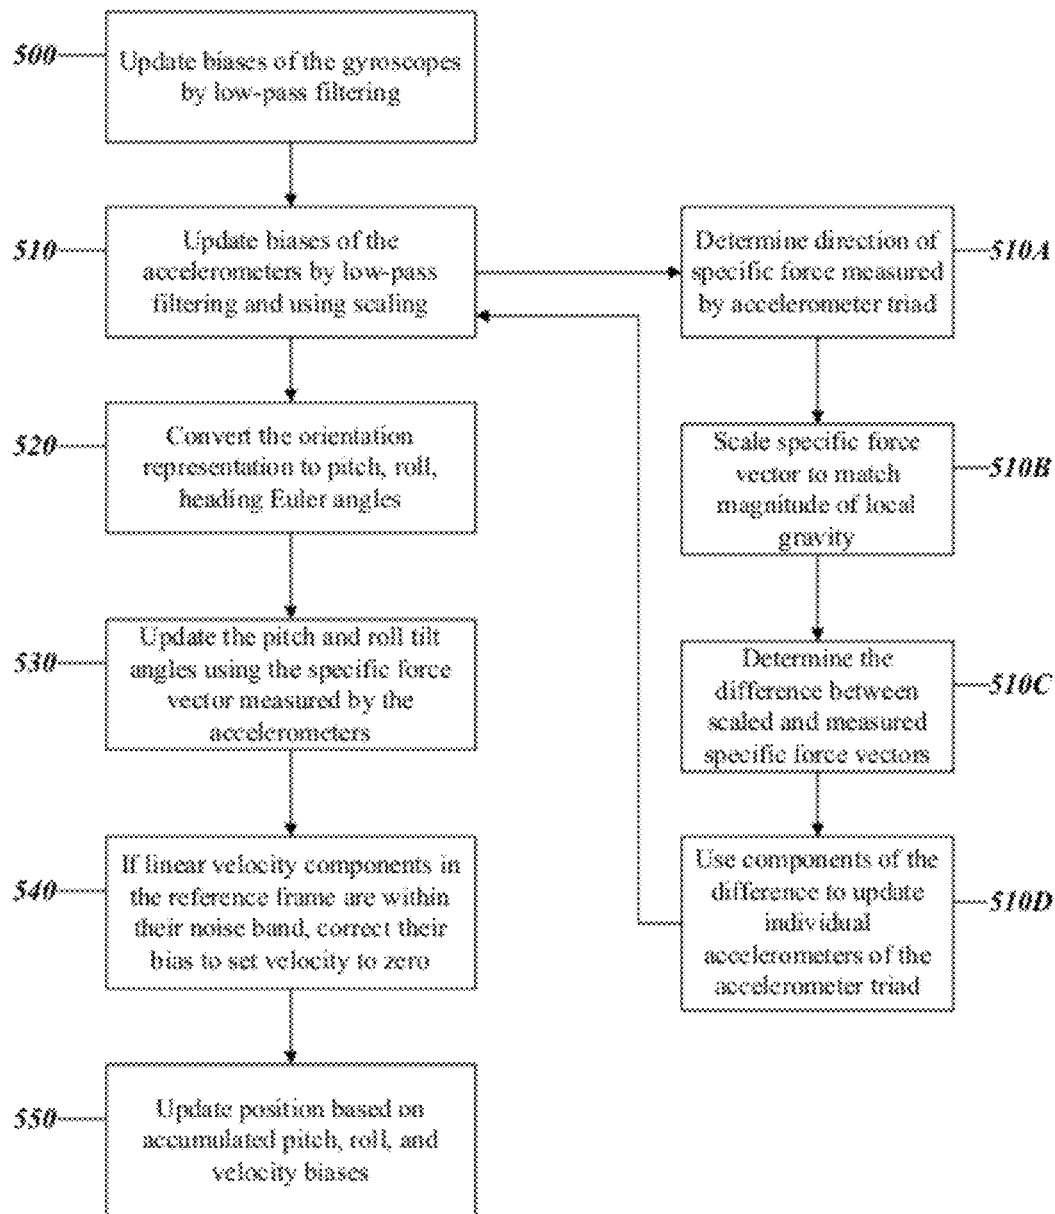 500
Update biases of the gyroscopes
by low-pass filtering
510
Update biases of the
accelerometers by low-pass
filtering and using scaling
520
Convert the orientation
representation to pitch, roll,
heading Euler angles
530
Update the pitch and roll tilt
angles using the specific force
vector measured by the
accelerometers
540
If linear velocity components in
the reference frame are within
their noise band, correct their
bias to set velocity to zero
550
Update position based on
accumulated pitch, roll, and
velocity biases
Determine direction of
specific force measured
by accelerometer triad
510A
Scale specific force
vector to match
magnitude of local
gravity
510B
Determine the
difference between
scaled and measured
specific force vectors
510C
Use components of the
difference to update
individual
accelerometers of the
accelerometer triad
510D